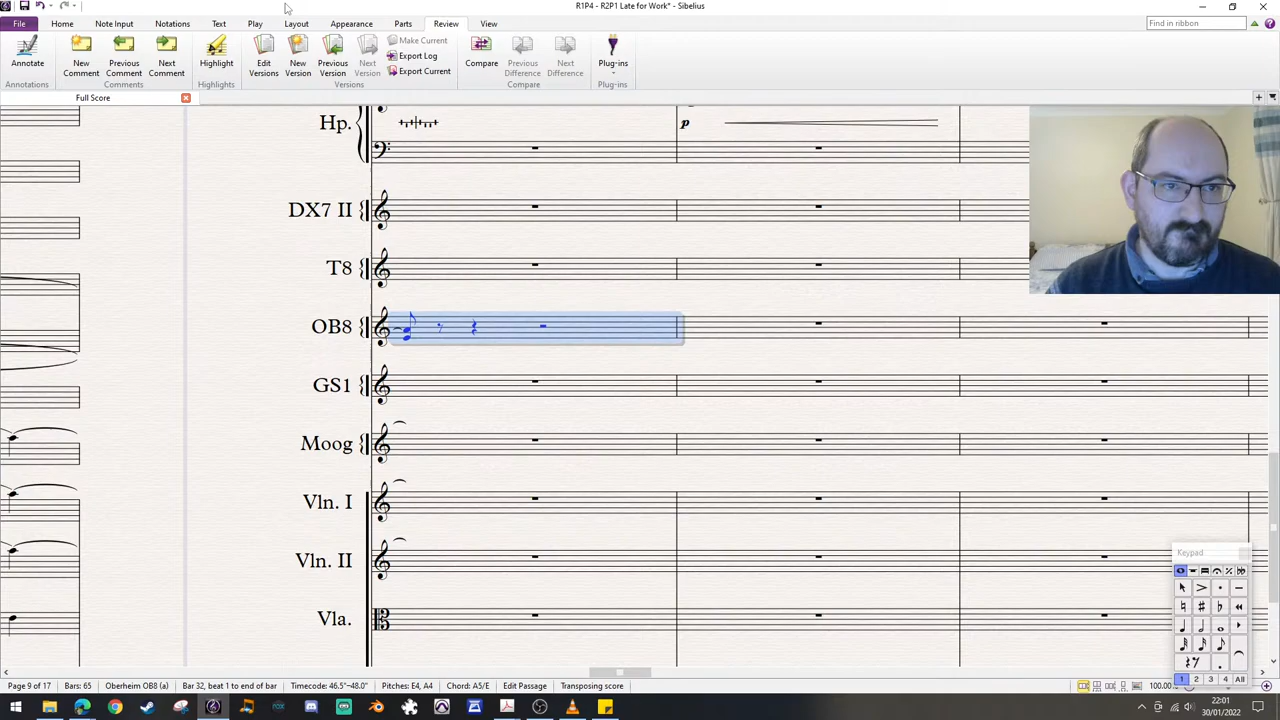 R1P4 - R2P1 Late for Work* - Sibelius
File Home Note Input Notations Text Play Layout Appearance Parts Review View Find in ribbon
Annotate New Comment Previous Comment Next Comment Highlight Edit Versions New Version Previous Version Next Version Make Current Export Log Export Current Compare Previous Difference Next Difference Plug-ins
Annotations Comments Highlights Versions Compare Plug-ins
Full Score
Hp.
p
DX7 II
T8
OB8
GS1
Moog
Vln. I
Vln. II
Keypad
Vla.
1 2 3 4 All
Page 9 of 17 Bars: 65 Oberheim OB8 (a) Bar 32, beat 1 to end of bar Timecode: 46.5"-48.0" Pitches: E4, A4 Chord: A5/E Edit Passage Transposing score 100.00
22:01
30/01/2022